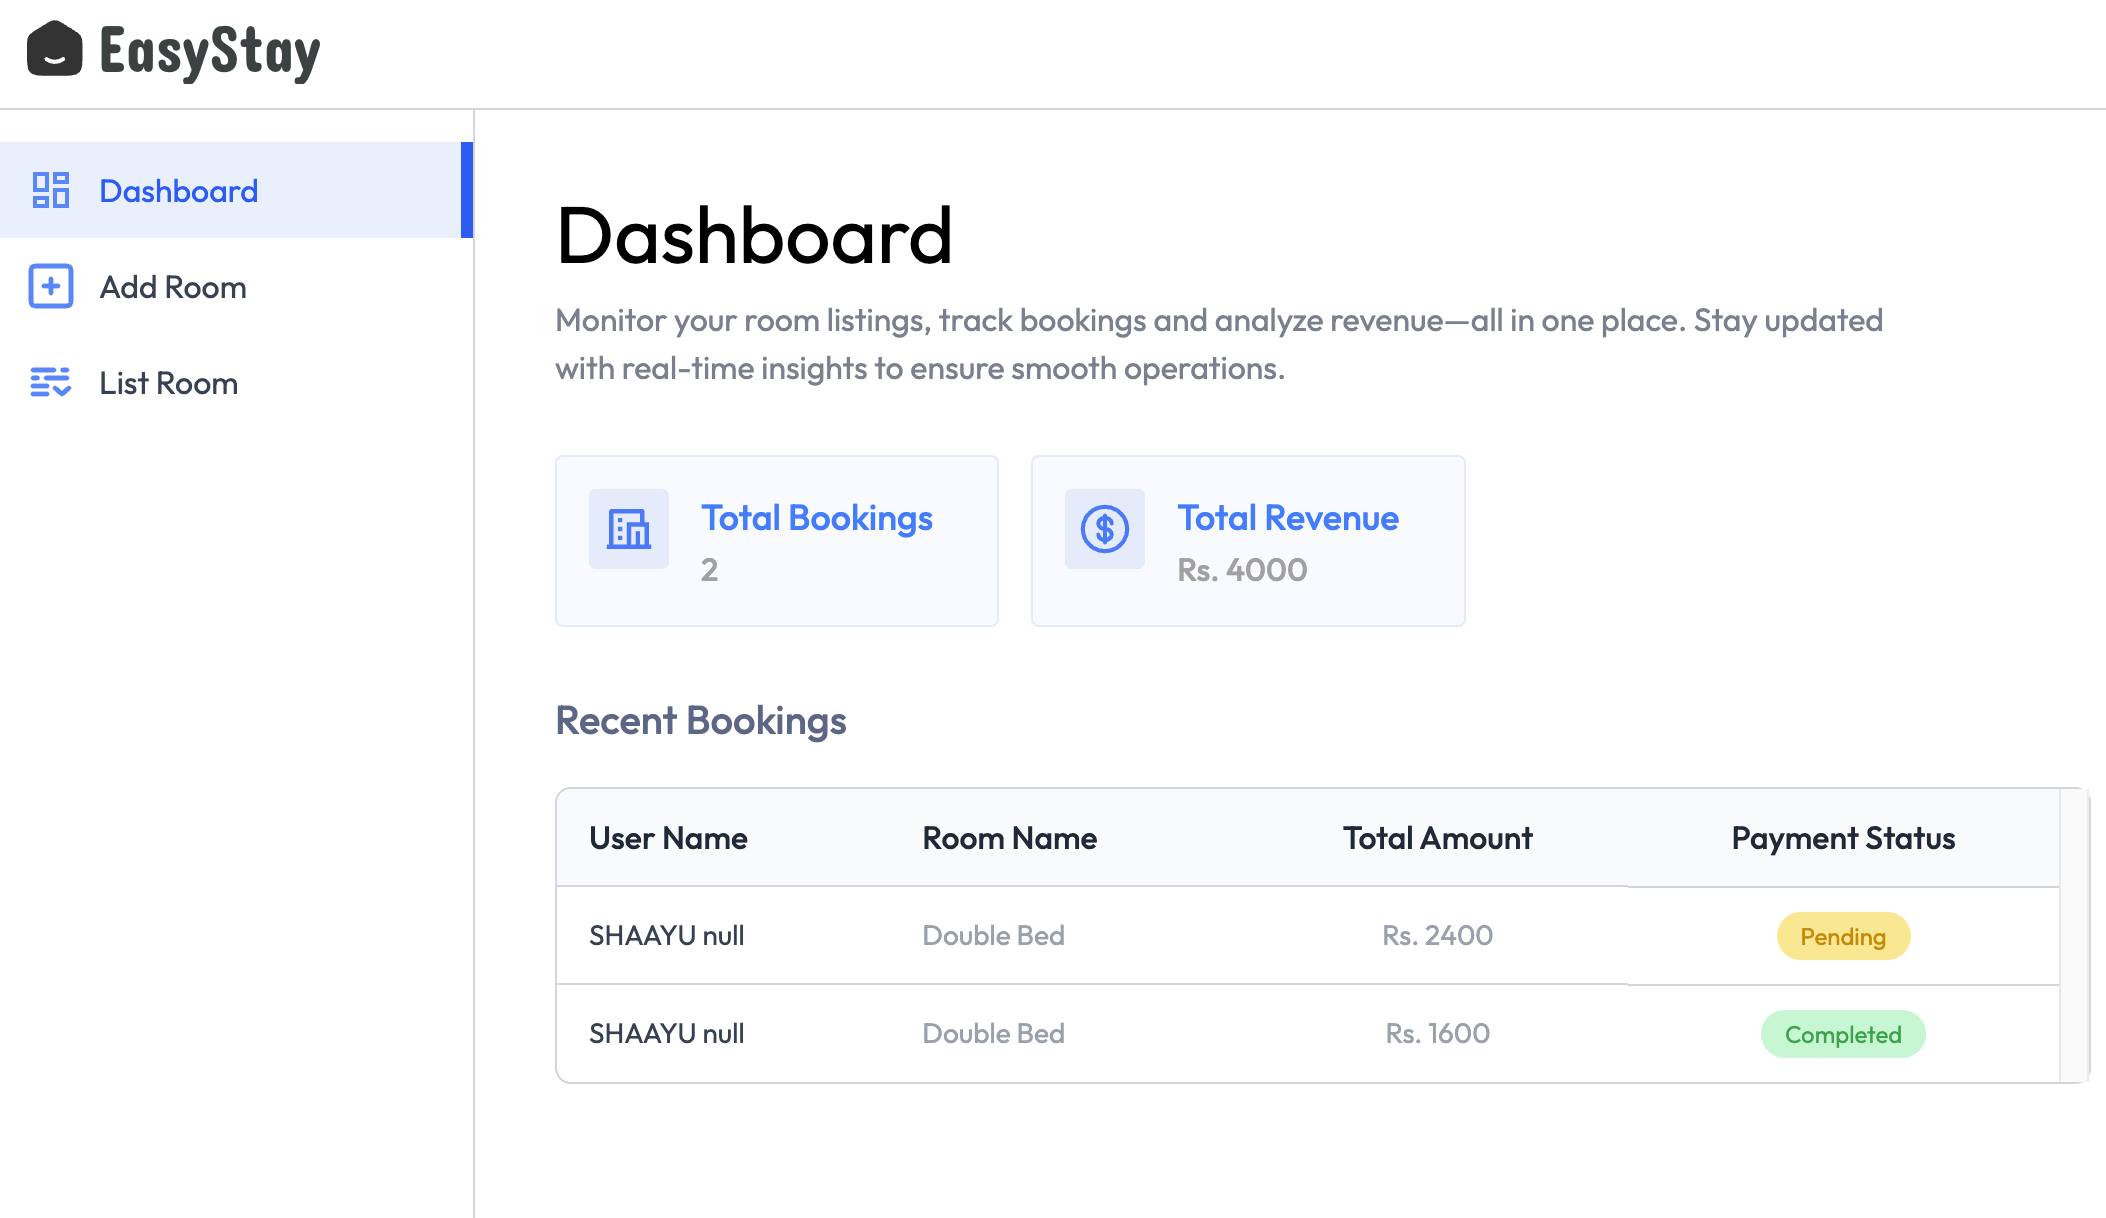 EasyStay
Dashboard
Add Room
List Room
Dashboard
Monitor your room listings, track bookings and analyze revenue—all in one place. Stay updated
with real-time insights to ensure smooth operations.
Total Bookings
2
Total Revenue
Rs. 4000
Recent Bookings
User Name Room Name Total Amount Payment Status
SHAAYU null Double Bed Rs. 2400 Pending
SHAAYU null Double Bed Rs. 1600 Completed